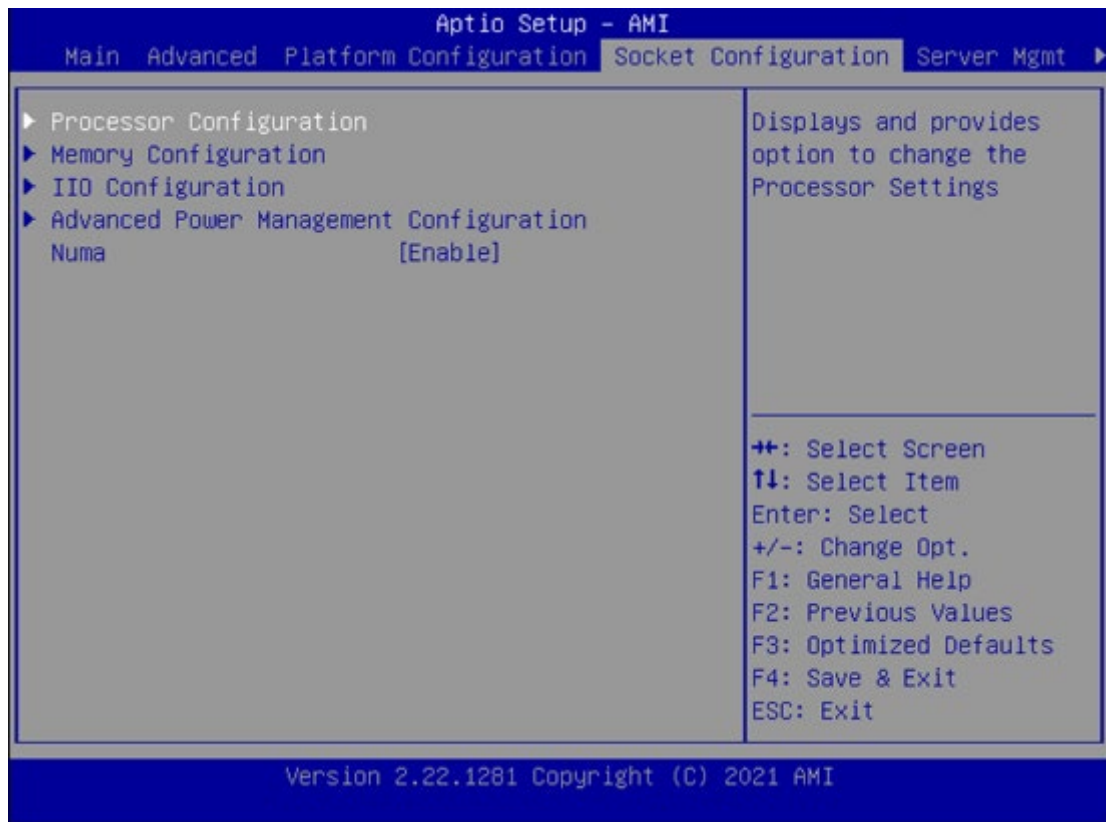 Aptio Setup – AMI
Main Advanced Platform Configuration Socket Configuration Server Mgmt ▶
▶ Processor Configuration
▶ Memory Configuration
▶ IIO Configuration
▶ Advanced Power Management Configuration
Numa [Enable]
Displays and provides
option to change the
Processor Settings
→←: Select Screen
↑↓: Select Item
Enter: Select
+/-: Change Opt.
F1: General Help
F2: Previous Values
F3: Optimized Defaults
F4: Save & Exit
ESC: Exit
Version 2.22.1281 Copyright (C) 2021 AMI